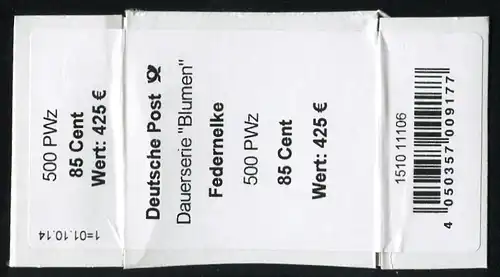 500 PWz
85 Cent
Wert: 425 €
1=01.10.14
Deutsche Post
Dauerserie "Blumen"
Federnelke
500 PWz
85 Cent
Wert: 425 €
1510 11106
4 050357 009177